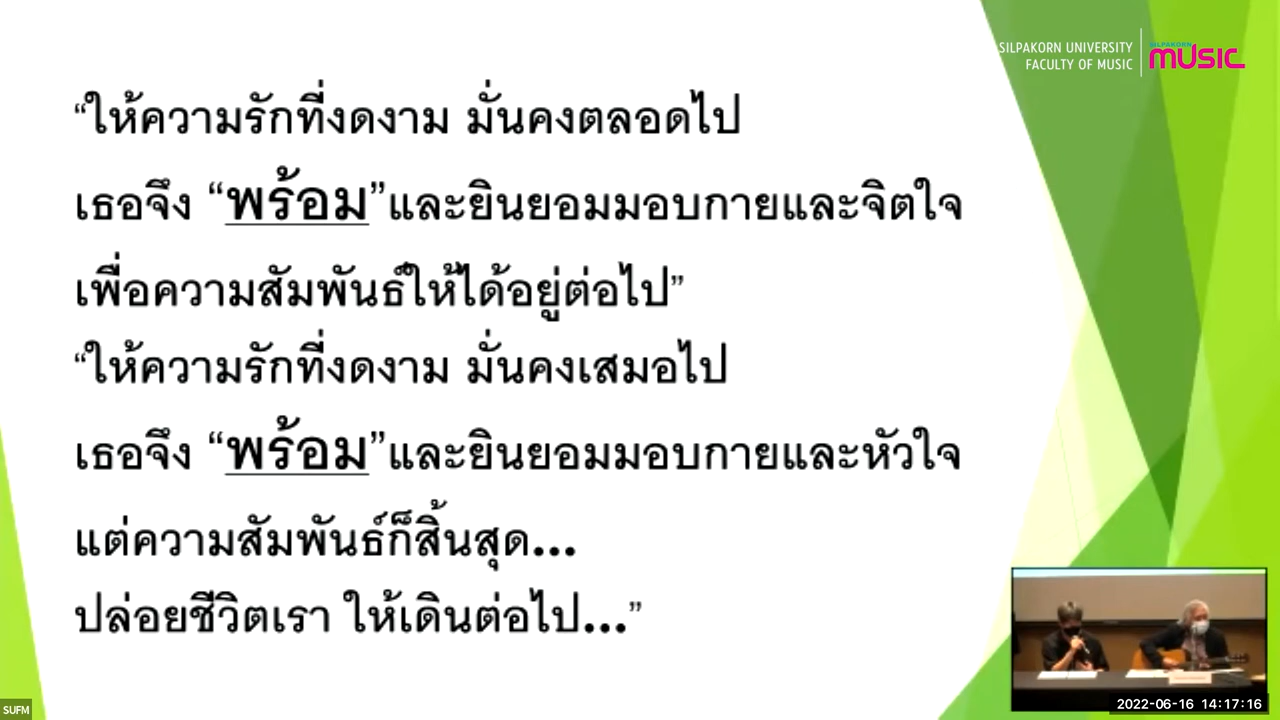 SILPAKORN UNIVERSITY
FACULTY OF MUSIC
SILPAKORN
MUSIC
“ให้ความรักที่งดงาม มั่นคงตลอดไป
เธอจึง “พร้อม”และยินยอมมอบกายและจิตใจ
เพื่อความสัมพันธ์ให้ได้อยู่ต่อไป”
“ให้ความรักที่งดงาม มั่นคงเสมอไป
เธอจึง “พร้อม”และยินยอมมอบกายและหัวใจ
แต่ความสัมพันธ์ก็สิ้นสุด...
ปล่อยชีวิตเรา ให้เดินต่อไป...”
SUFM
2022-06-16 14:17:16